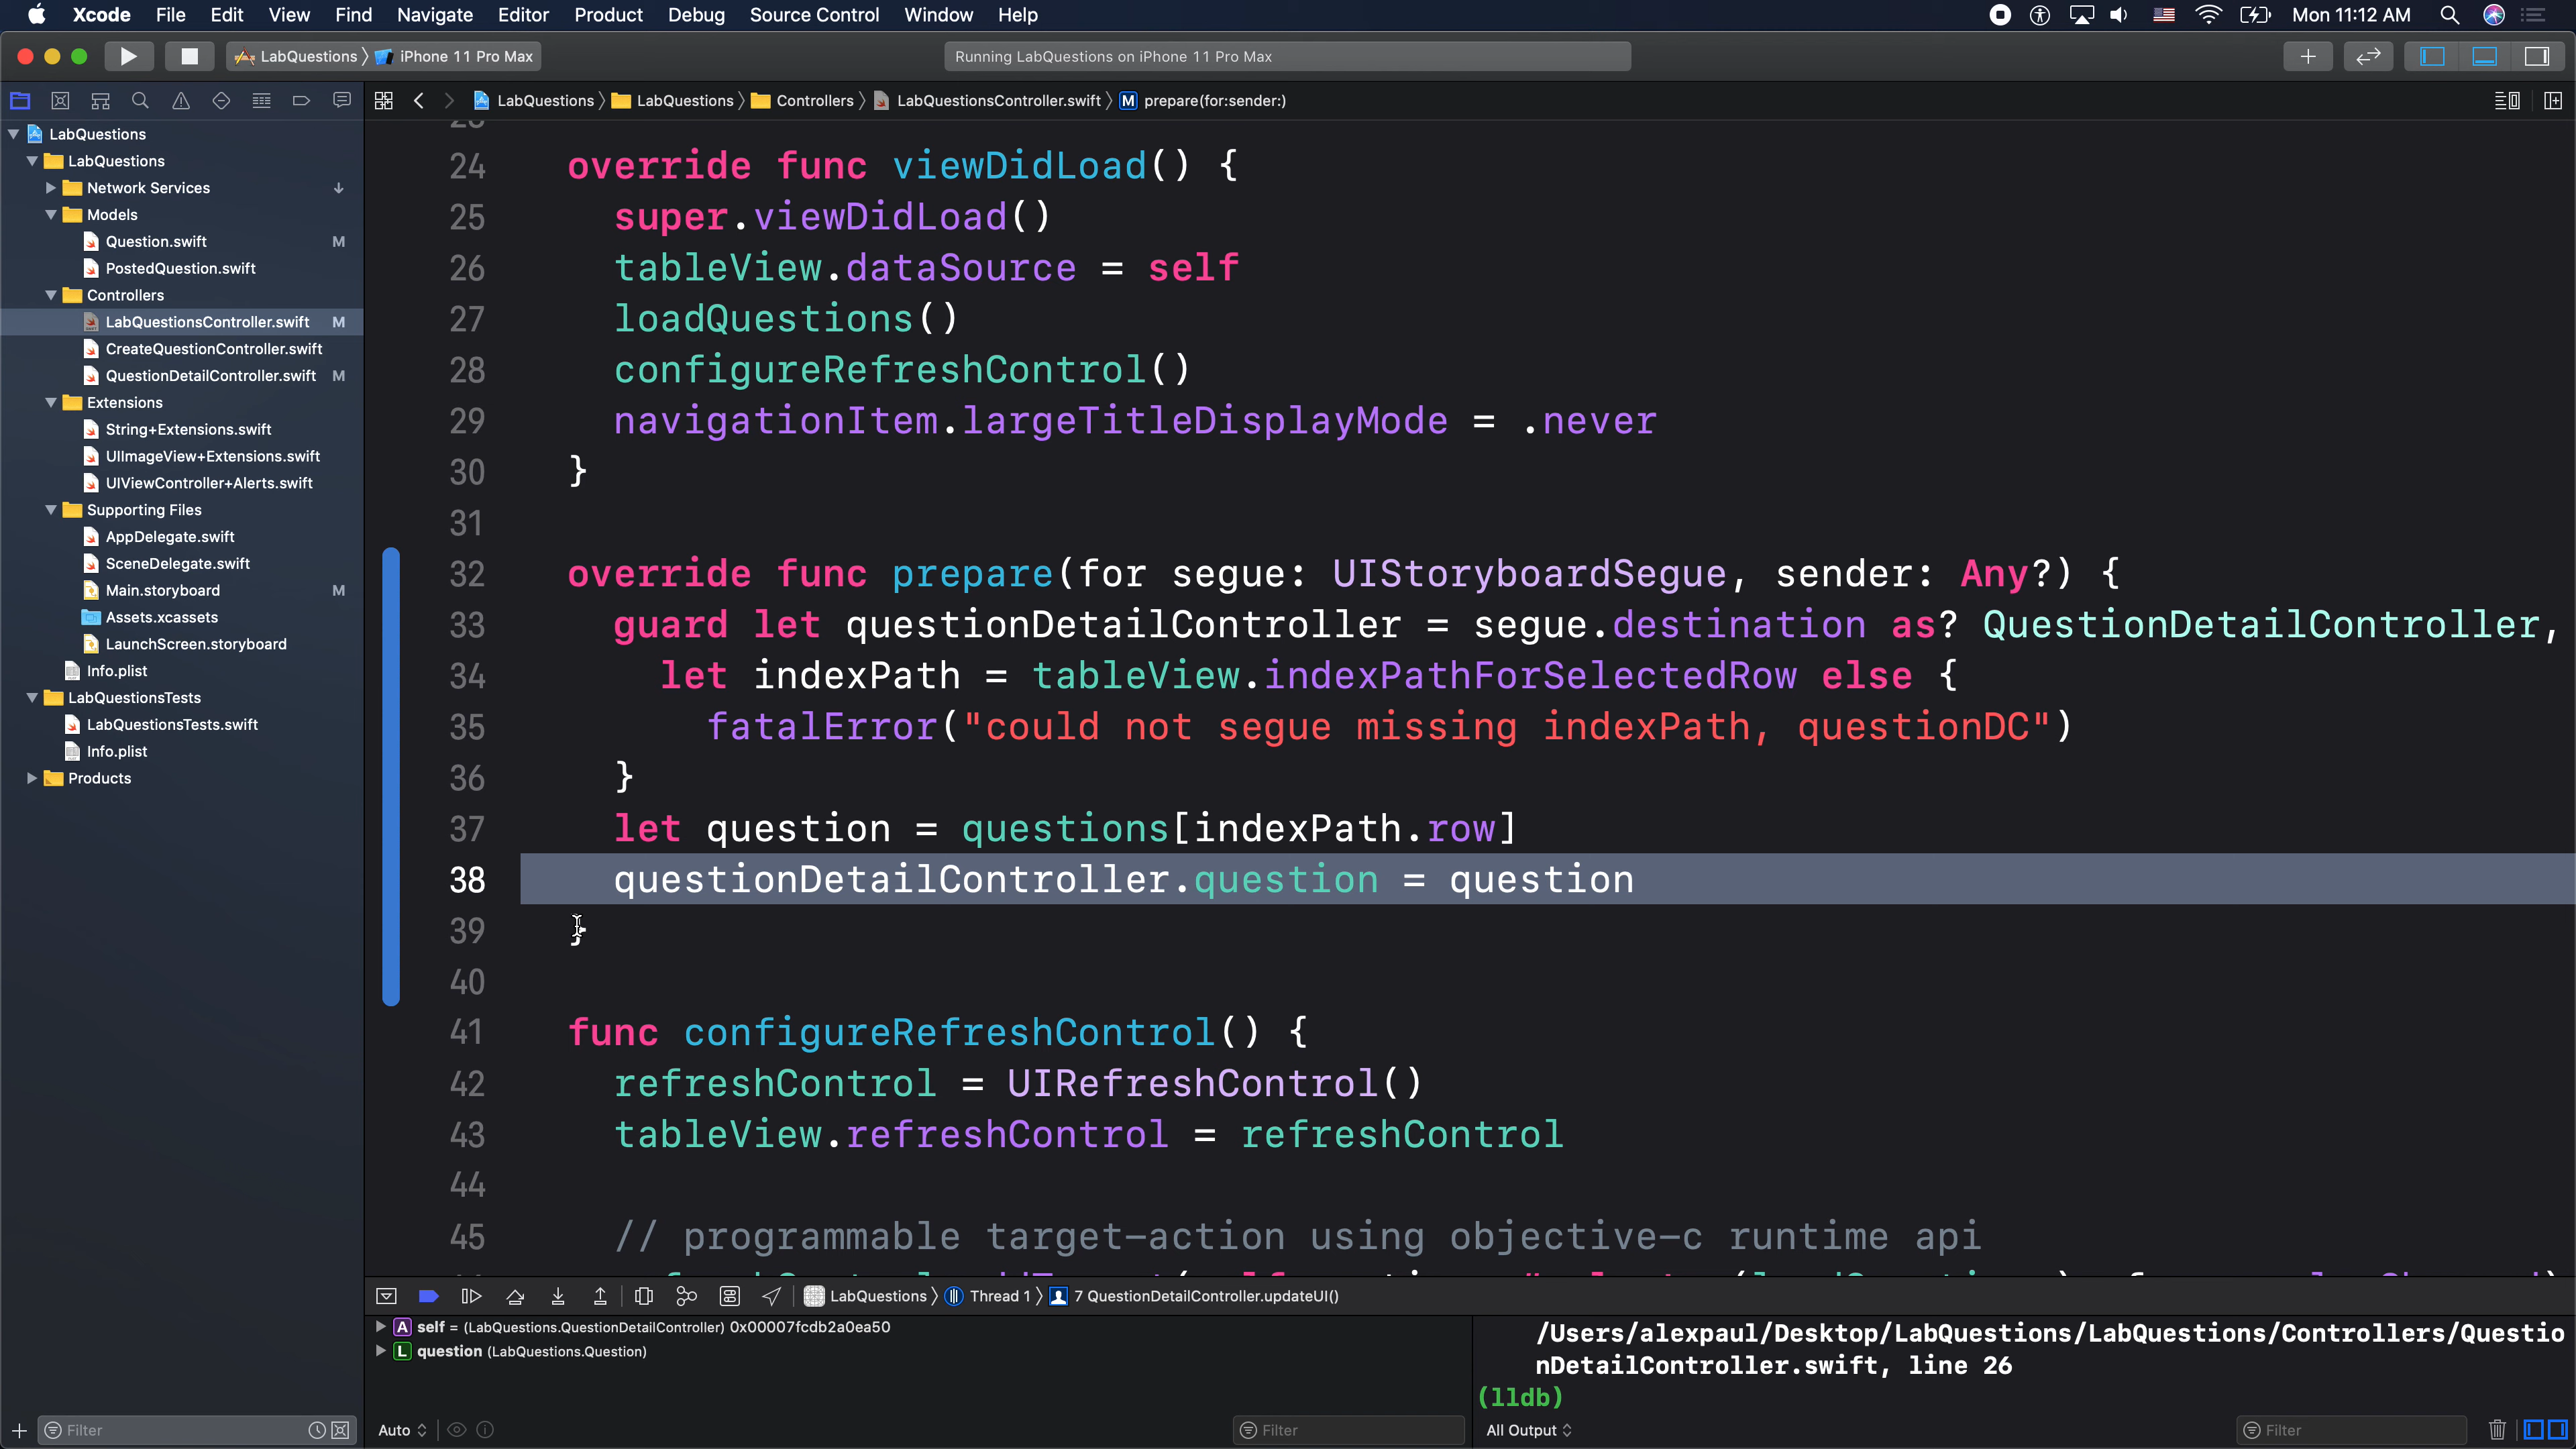 Xcode File Edit View Find Navigate Editor Product Debug Source Control Window Help Mon 11:12 AM
LabQuestions iPhone 11 Pro Max Running LabQuestions on iPhone 11 Pro Max
LabQuestions LabQuestions Controllers LabQuestionsController.swift M prepare(for:sender:)
LabQuestions
LabQuestions
Network Services
Models
Question.swift M
PostedQuestion.swift
Controllers
LabQuestionsController.swift M
CreateQuestionController.swift
QuestionDetailController.swift M
Extensions
String+Extensions.swift
UIImageView+Extensions.swift
UIViewController+Alerts.swift
Supporting Files
AppDelegate.swift
SceneDelegate.swift
Main.storyboard M
Assets.xcassets
LaunchScreen.storyboard
Info.plist
LabQuestionsTests
LabQuestionsTests.swift
Info.plist
Products
Filter
24 override func viewDidLoad() {
25 super.viewDidLoad()
26 tableView.dataSource = self
27 loadQuestions()
28 configureRefreshControl()
29 navigationItem.largeTitleDisplayMode = .never
30 }
31
32 override func prepare(for segue: UIStoryboardSegue, sender: Any?) {
33 guard let questionDetailController = segue.destination as? QuestionDetailController,
34 let indexPath = tableView.indexPathForSelectedRow else {
35 fatalError("could not segue missing indexPath, questionDC")
36 }
37 let question = questions[indexPath.row]
38 questionDetailController.question = question
39 }
40
41 func configureRefreshControl() {
42 refreshControl = UIRefreshControl()
43 tableView.refreshControl = refreshControl
44
45 // programmable target-action using objective-c runtime api
LabQuestions Thread 1 7 QuestionDetailController.updateUI()
A self = (LabQuestions.QuestionDetailController) 0x00007fcdb2a0ea50
L question (LabQuestions.Question)
Auto Filter
/Users/alexpaul/Desktop/LabQuestions/LabQuestions/Controllers/Questio
nDetailController.swift, line 26
(lldb)
All Output Filter